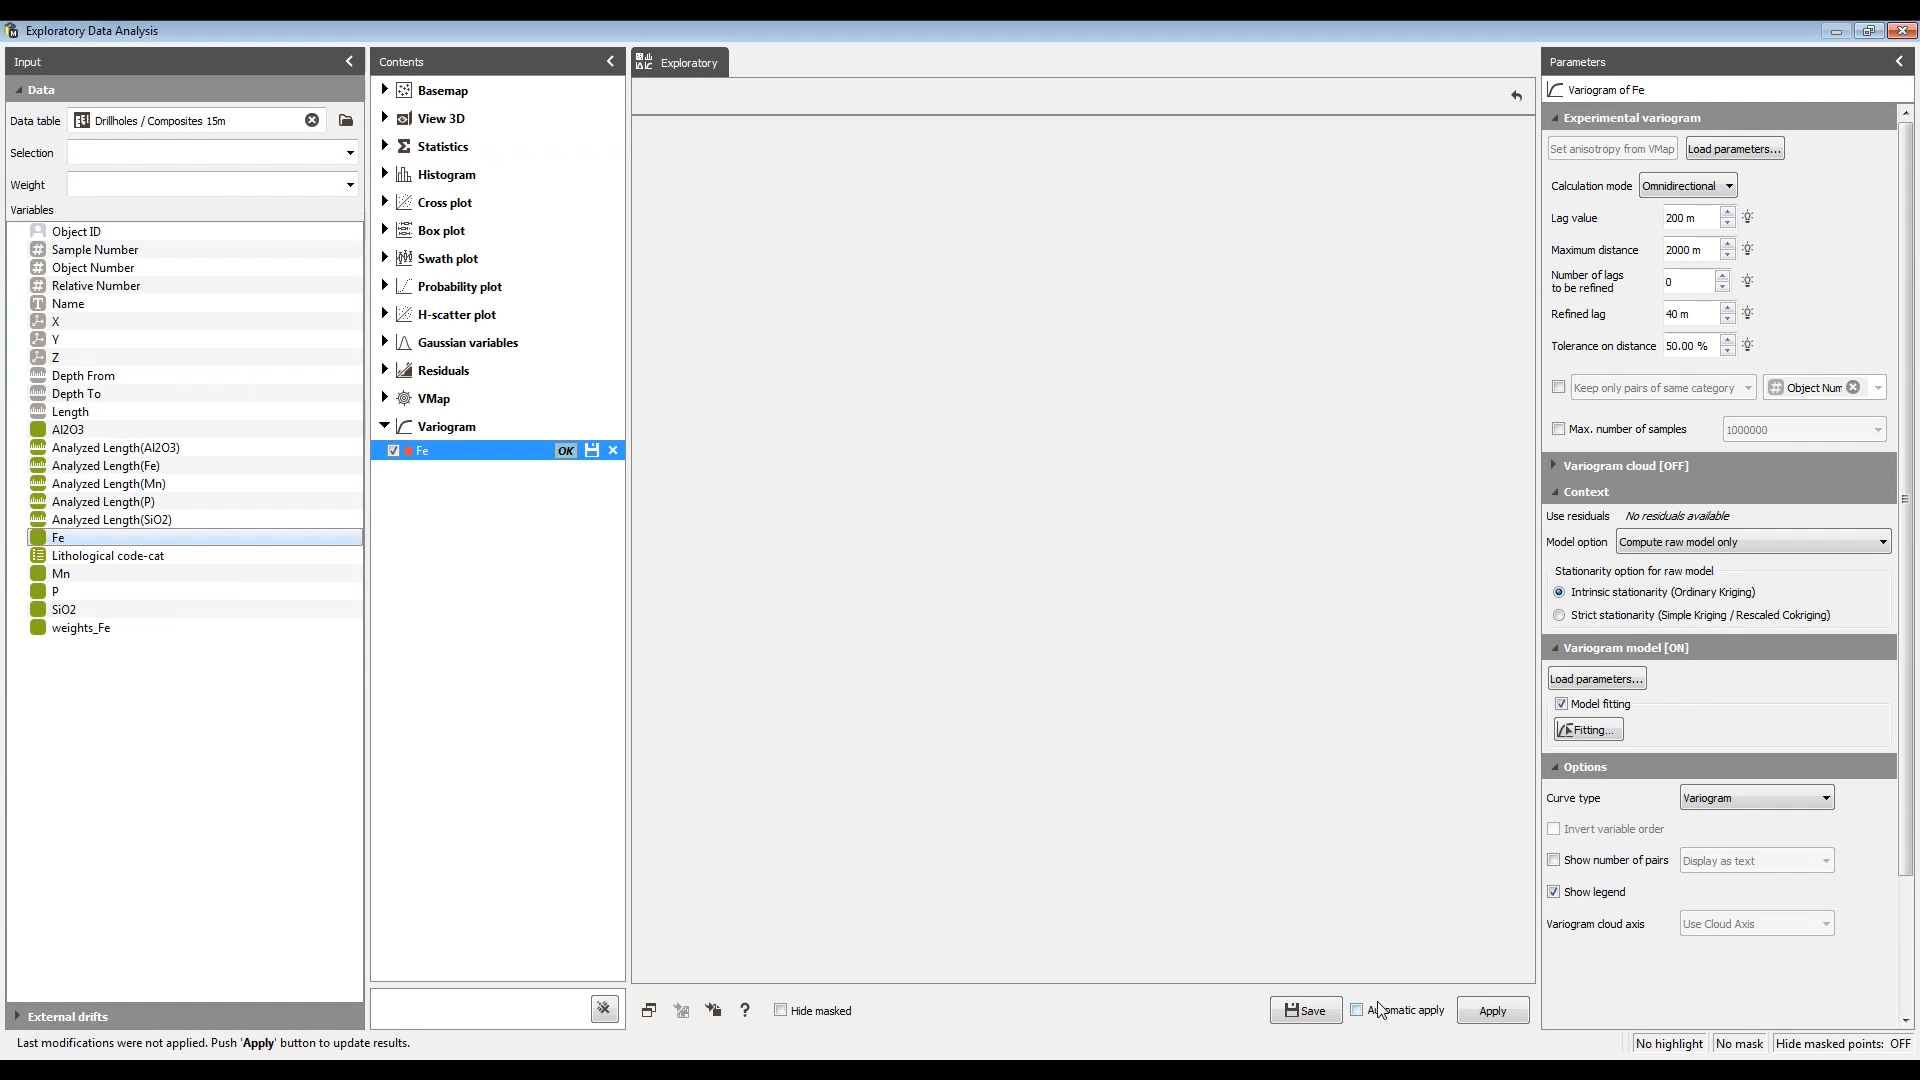 Exploratory Data Analysis
Input
Data
Data table Drillholes / Composites 15m
Selection
Weight
Variables
Object ID
Sample Number
Object Number
Relative Number
Name
X
Y
Z
Depth From
Depth To
Length
Al2O3
Analyzed Length(Al2O3)
Analyzed Length(Fe)
Analyzed Length(Mn)
Analyzed Length(P)
Analyzed Length(SiO2)
Fe
Lithological code-cat
Mn
P
SiO2
weights_Fe
External drifts
Contents
Basemap
View 3D
Statistics
Histogram
Cross plot
Box plot
Swath plot
Probability plot
H-scatter plot
Gaussian variables
Residuals
VMap
Variogram
Fe OK
Exploratory
Hide masked
Save
Automatic apply
Apply
Parameters
Variogram of Fe
Experimental variogram
Set anisotropy from VMap Load parameters...
Calculation mode Omnidirectional
Lag value 200 m
Maximum distance 2000 m
Number of lags
to be refined 0
Refined lag 40 m
Tolerance on distance 50.00 %
Keep only pairs of same category Object Num
Max. number of samples 1000000
Variogram cloud [OFF]
Context
Use residuals No residuals available
Model option Compute raw model only
Stationarity option for raw model
Intrinsic stationarity (Ordinary Kriging)
Strict stationarity (Simple Kriging / Rescaled Cokriging)
Variogram model [ON]
Load parameters...
Model fitting
Fitting...
Options
Curve type Variogram
Invert variable order
Show number of pairs Display as text
Show legend
Variogram cloud axis Use Cloud Axis
Last modifications were not applied. Push 'Apply' button to update results.
No highlight No mask Hide masked points: OFF